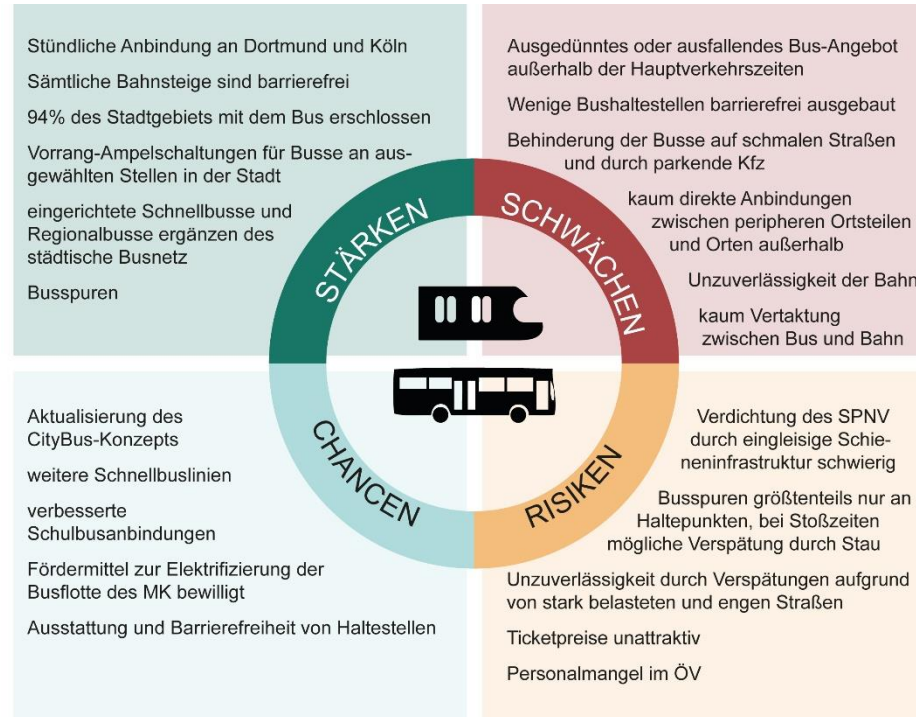 Stündliche Anbindung an Dortmund und Köln
Sämtliche Bahnsteige sind barrierefrei
94% des Stadtgebiets mit dem Bus erschlossen
Vorrang-Ampelschaltungen für Busse an aus-
gewählten Stellen in der Stadt
eingerichtete Schnellbusse und
Regionalbusse ergänzen des
städtische Busnetz
Busspuren
STÄRKEN
Ausgedünntes oder ausfallendes Bus-Angebot
außerhalb der Hauptverkehrszeiten
Wenige Bushaltestellen barrierefrei ausgebaut
Behinderung der Busse auf schmalen Straßen
und durch parkende Kfz
kaum direkte Anbindungen
zwischen peripheren Ortsteilen
und Orten außerhalb
Unzuverlässigkeit der Bahn
kaum Vertaktung
zwischen Bus und Bahn
SCHWÄCHEN
Aktualisierung des
CityBus-Konzepts
weitere Schnellbuslinien
verbesserte
Schulbusanbindungen
Fördermittel zur Elektrifizierung der
Busflotte des MK bewilligt
Ausstattung und Barrierefreiheit von Haltestellen
CHANCEN
Verdichtung des SPNV
durch eingleisige Schie-
neninfrastruktur schwierig
Busspuren größtenteils nur an
Haltepunkten, bei Stoßzeiten
mögliche Verspätung durch Stau
Unzuverlässigkeit durch Verspätungen aufgrund
von stark belasteten und engen Straßen
Ticketpreise unattraktiv
Personalmangel im ÖV
RISIKEN